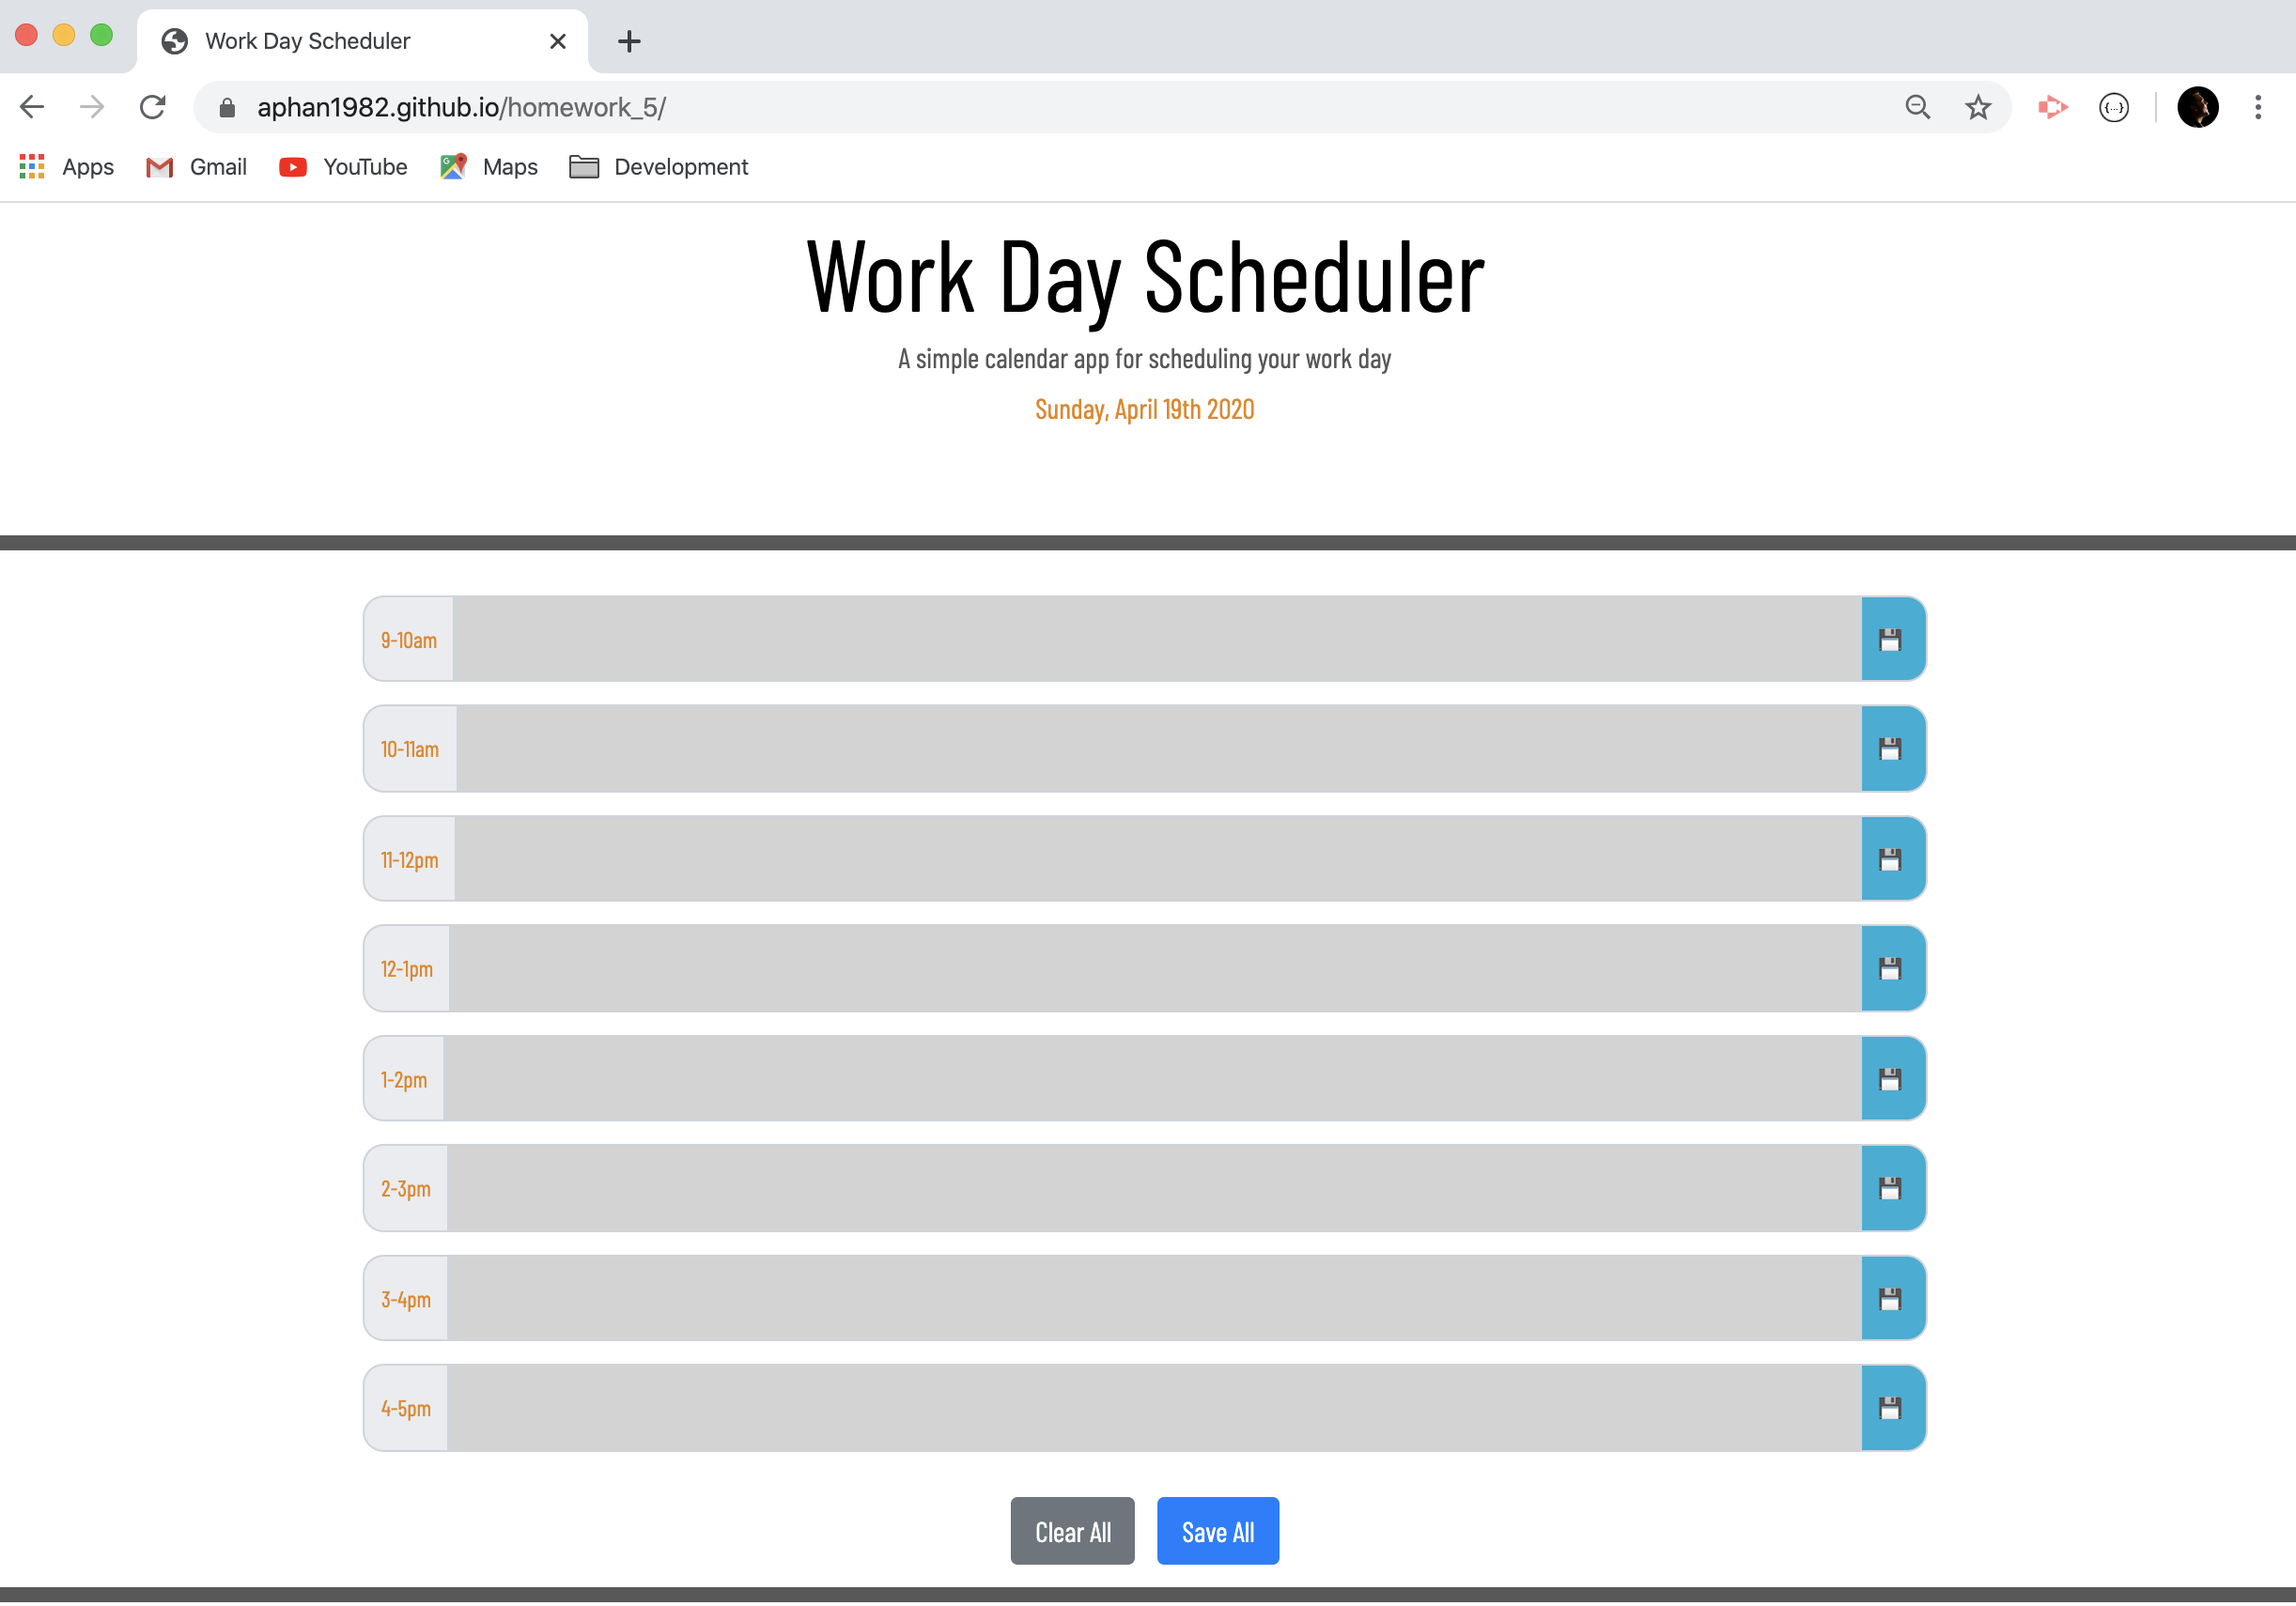 Work Day Scheduler
aphan1982.github.io/homework_5/
Apps Gmail YouTube Maps Development
Work Day Scheduler
A simple calendar app for scheduling your work day
Sunday, April 19th 2020
9-10am
10-11am
11-12pm
12-1pm
1-2pm
2-3pm
3-4pm
4-5pm
Clear All Save All